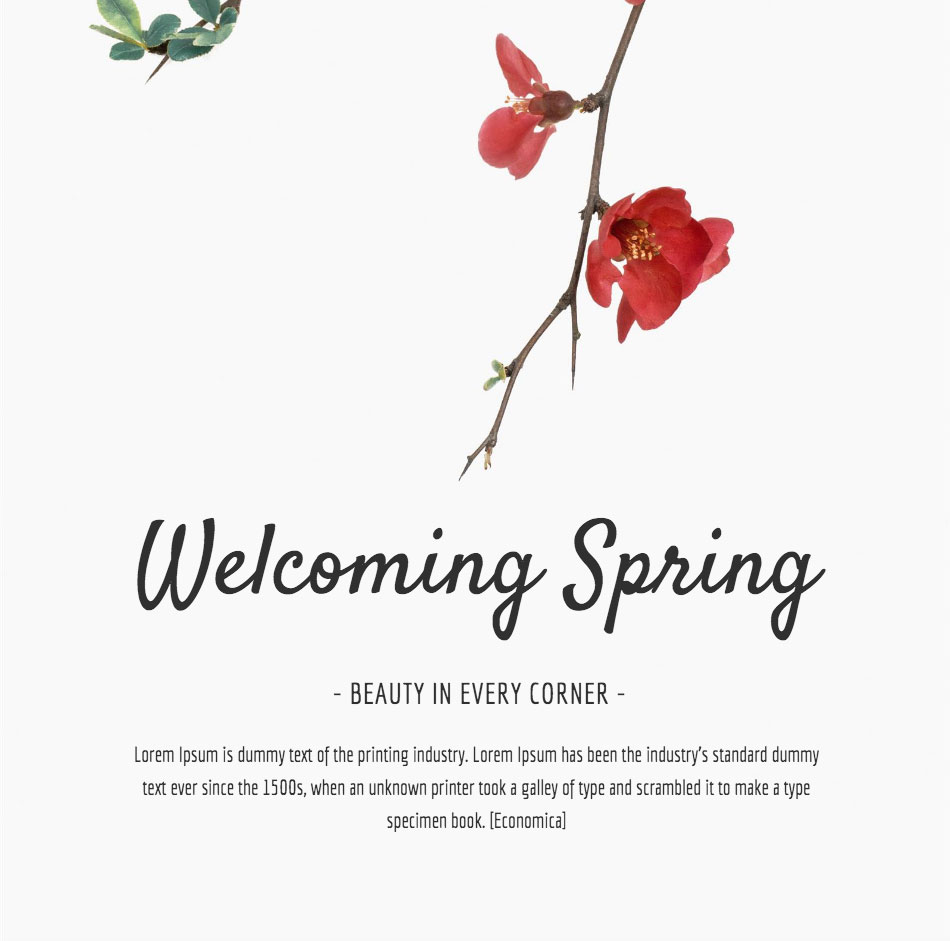 Welcoming Spring
- BEAUTY IN EVERY CORNER -
Lorem Ipsum is dummy text of the printing industry. Lorem Ipsum has been the industry's standard dummy
text ever since the 1500s, when an unknown printer took a galley of type and scrambled it to make a type
specimen book. [Economica]